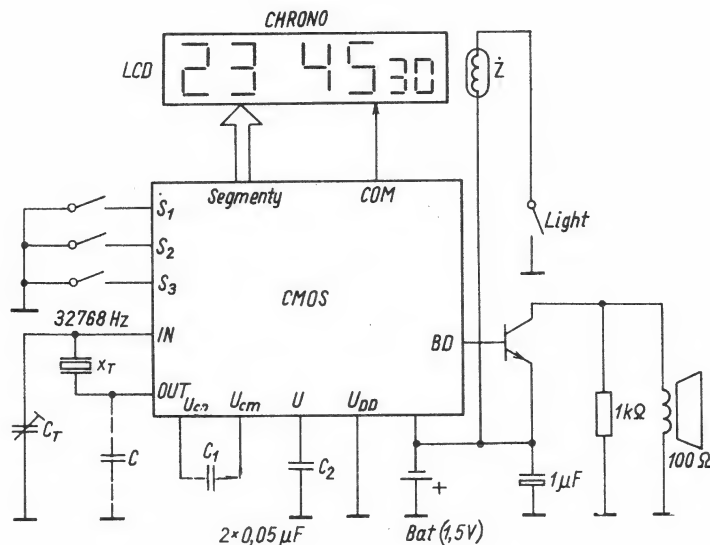 CHRONO
LCD
23 45 30
Ż
Segmenty
COM
S1
S2
S3
Light
CMOS
32768 Hz
IN
BD
XT
OUT
Ucp
Ucm
U
UDD
CT
C
C1
C2
+
1kΩ
1µF
100 Ω
2×0,05 µF
Bat (1,5V)